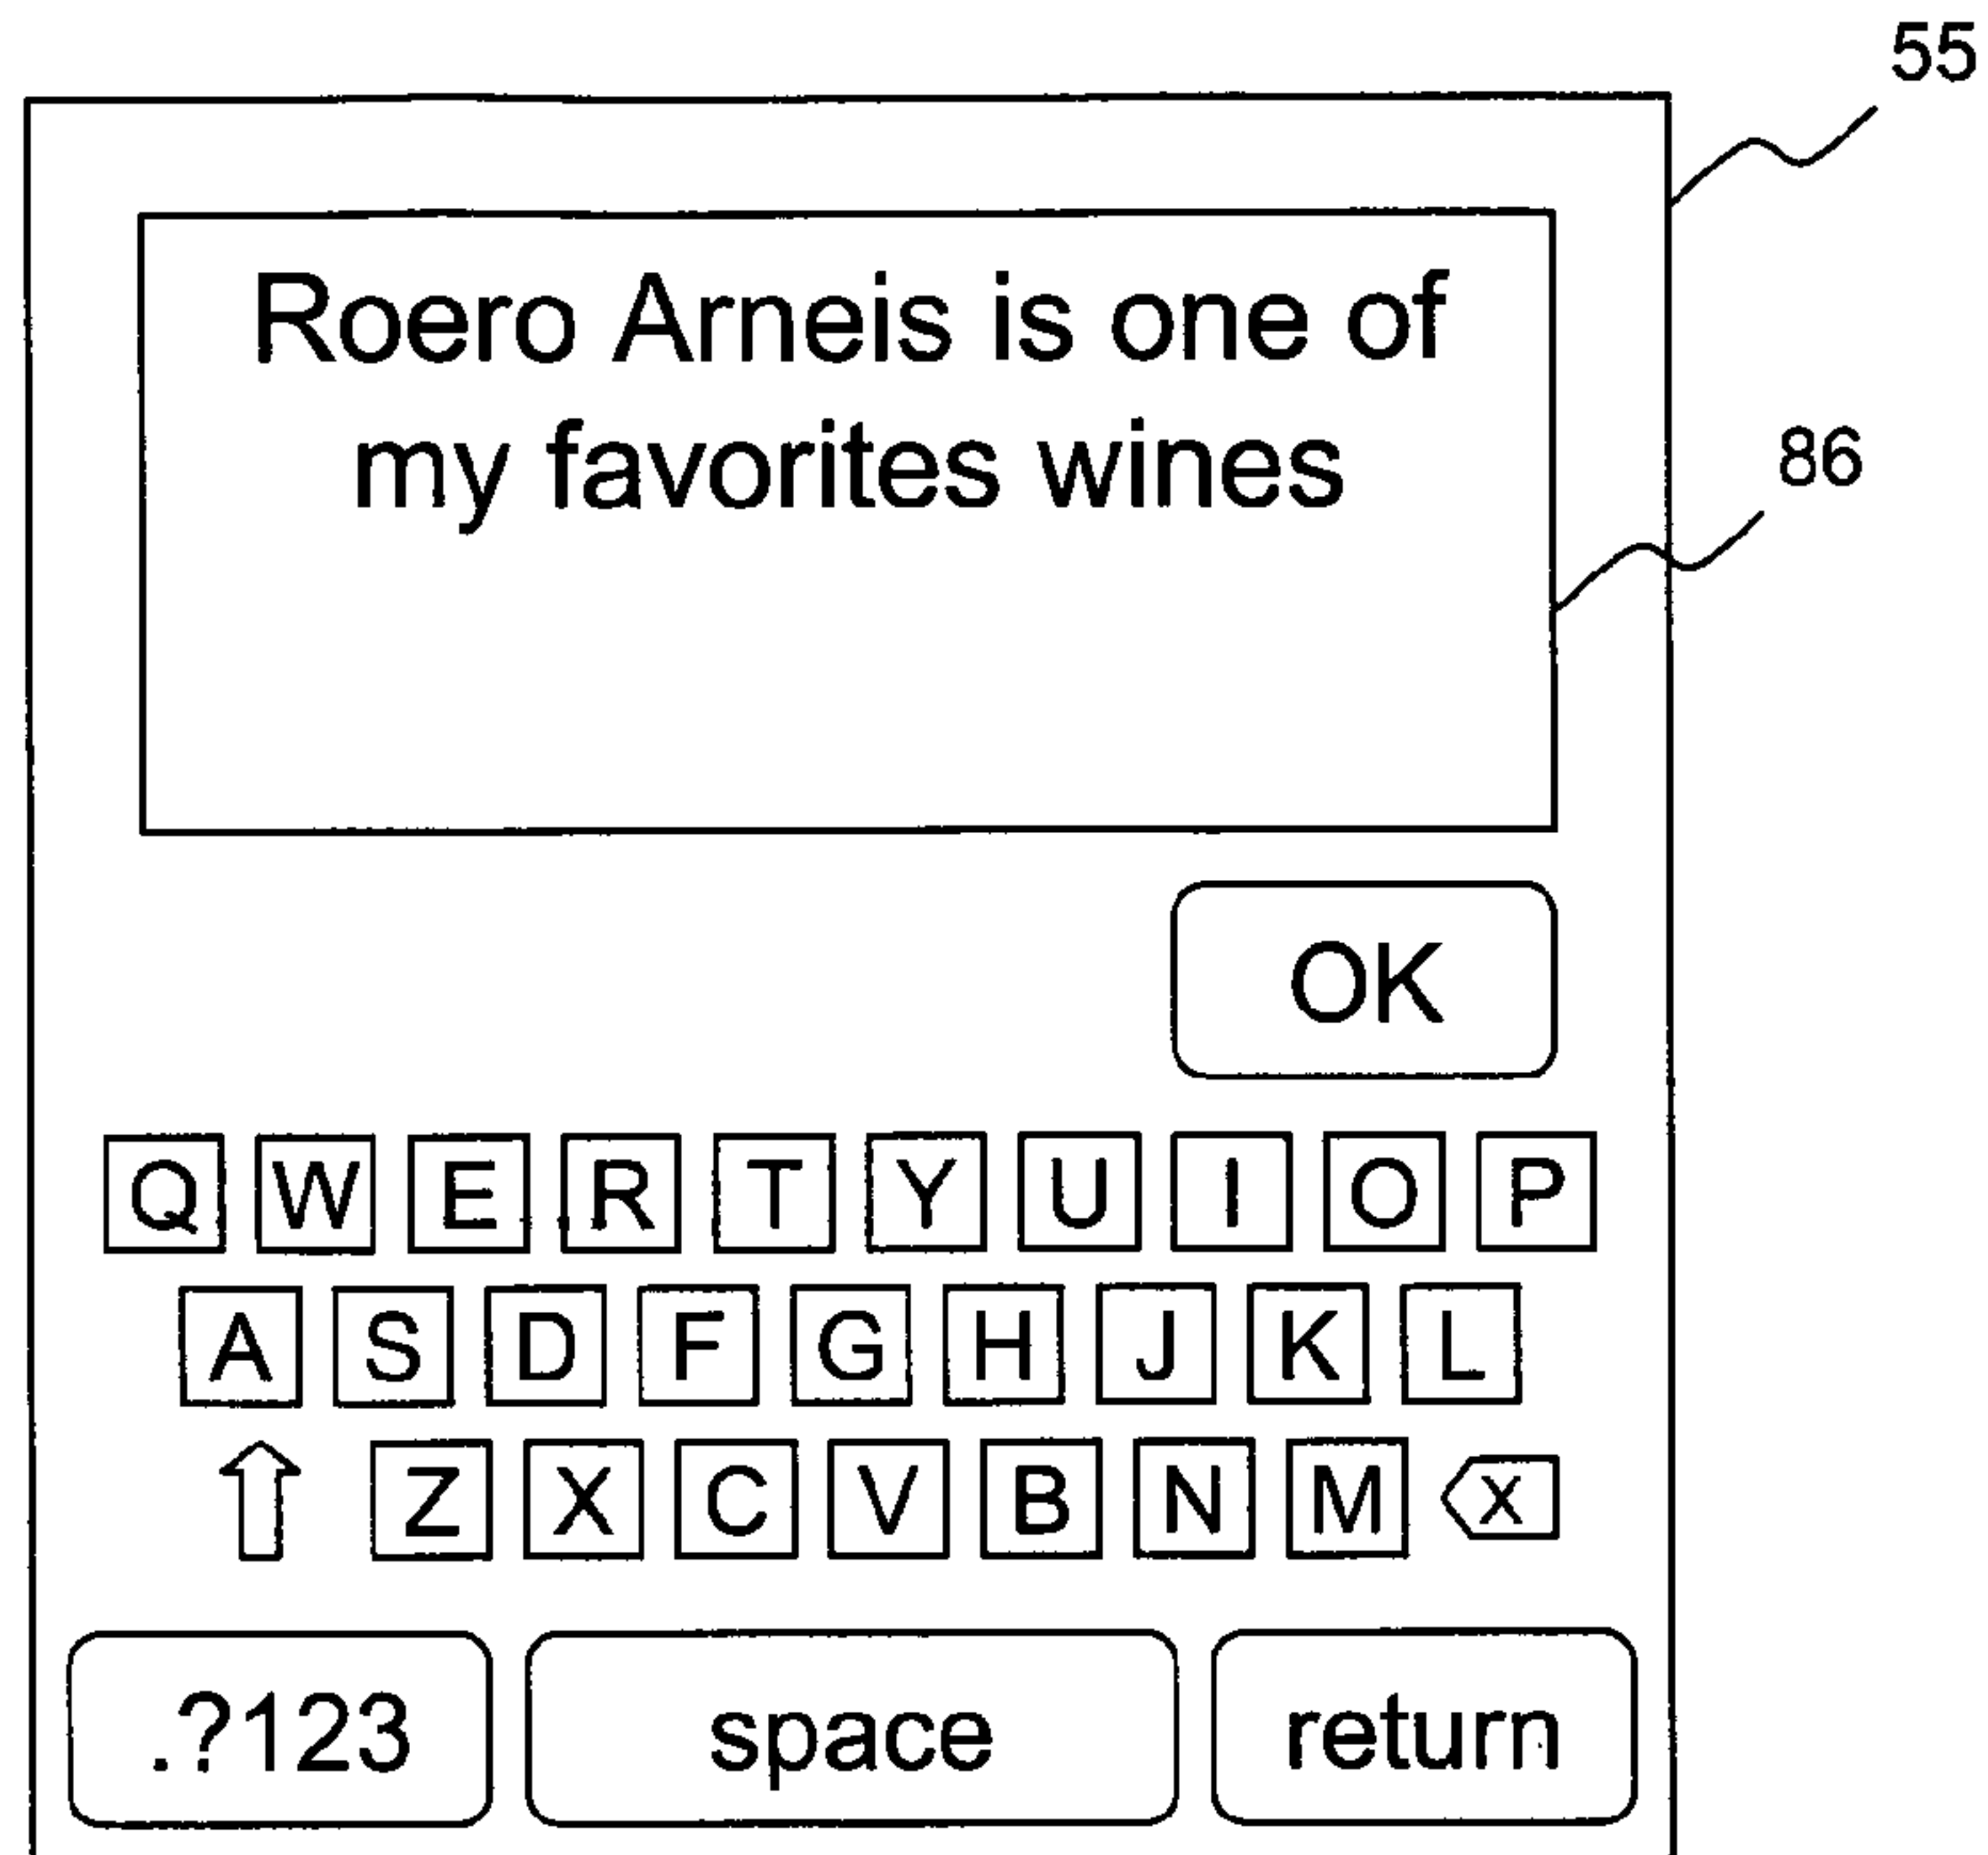 55
Roero Arneis is one of
my favorites wines
86
OK
Q W E R T Y U I O P
A S D F G H J K L
Z X C V B N M X
.?123 space return